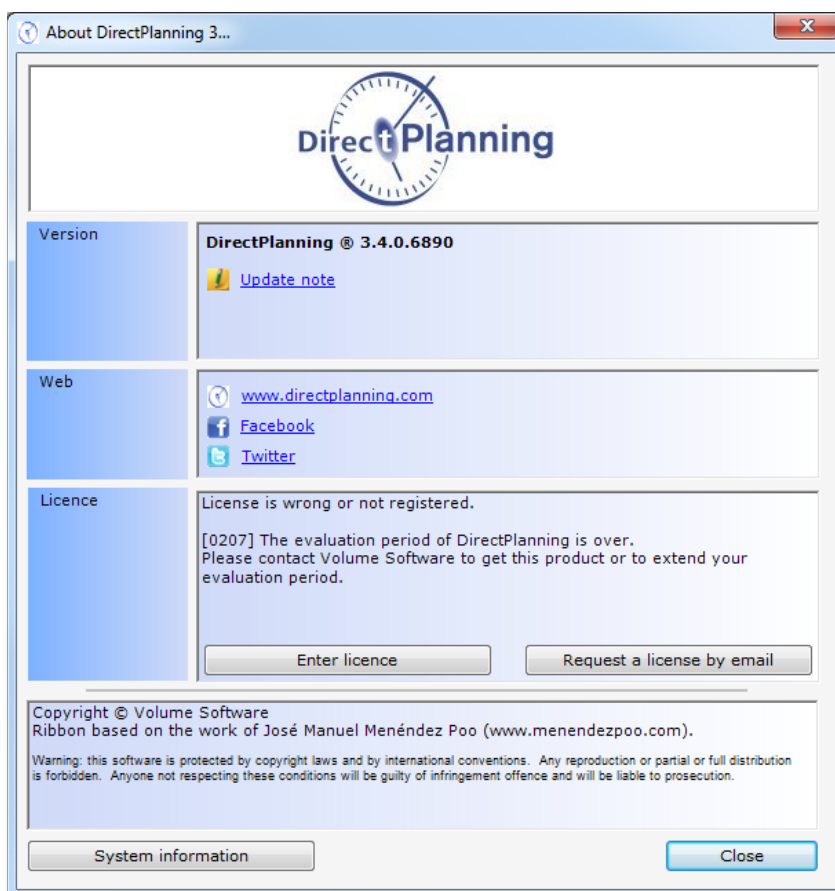 About DirectPlanning 3...
DirectPlanning
Version
DirectPlanning ® 3.4.0.6890
Update note
Web
www.directplanning.com
Facebook
Twitter
Licence
License is wrong or not registered.
[0207] The evaluation period of DirectPlanning is over.
Please contact Volume Software to get this product or to extend your
evaluation period.
Enter licence
Request a license by email
Copyright © Volume Software
Ribbon based on the work of José Manuel Menéndez Poo (www.menendezpoo.com).
Warning: this software is protected by copyright laws and by international conventions. Any reproduction or partial or full distribution
is forbidden. Anyone not respecting these conditions will be guilty of infringement offence and will be liable to prosecution.
System information
Close